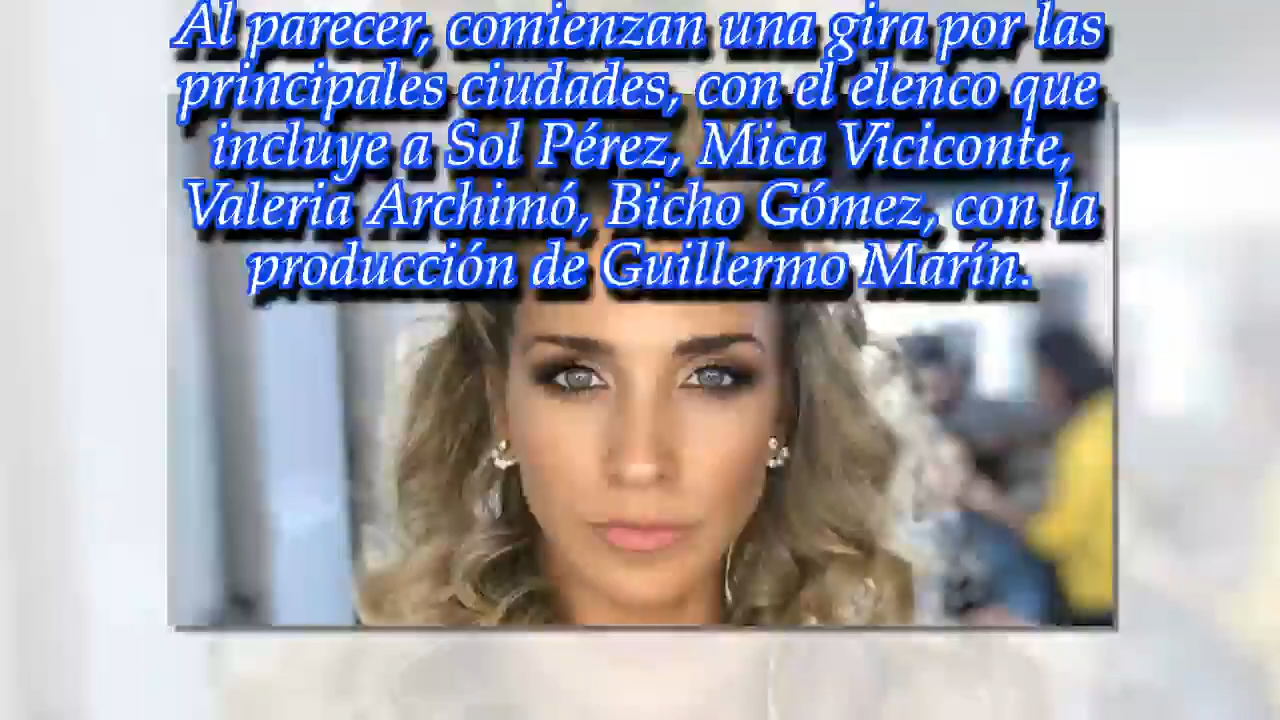 Al parecer, comienzan una gira por las
principales ciudades, con el elenco que
incluye a Sol Pérez, Mica Viciconte,
Valeria Archimó, Bicho Gómez, con la
producción de Guillermo Marín.